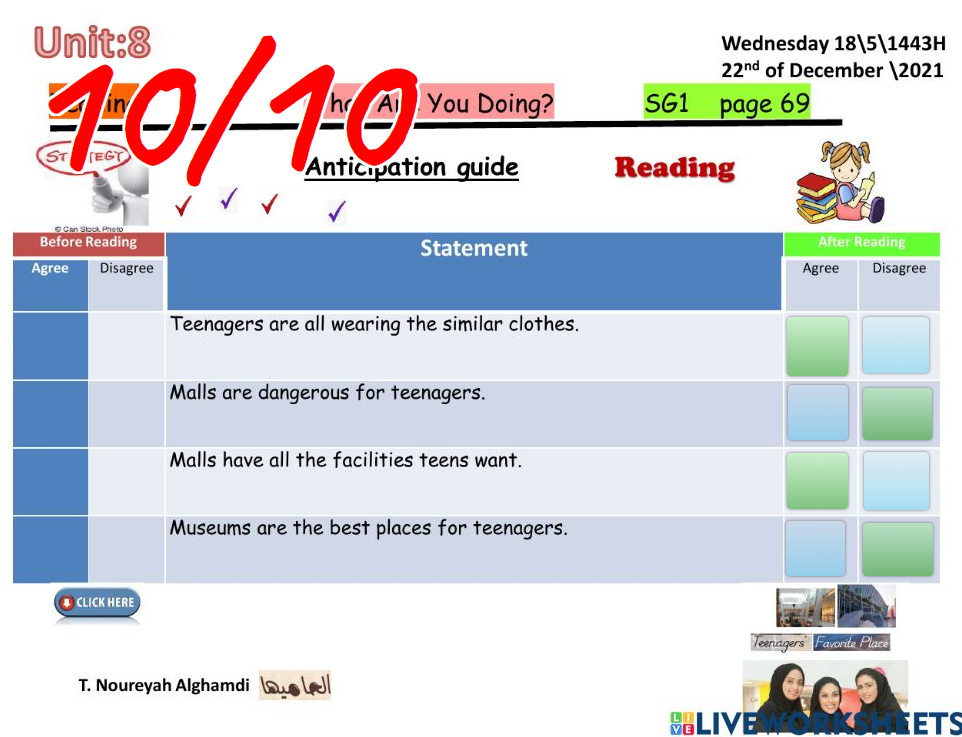 Unit:8
Wednesday 18\5\1443H
22nd of December \2021
10/10
Are You Doing?
SG1 page 69
STRATEGY
Anticipation guide
Reading
© Can Stock Photo
Before Reading
Statement
After Reading
Agree
Disagree
Agree
Disagree
Teenagers are all wearing the similar clothes.
Malls are dangerous for teenagers.
Malls have all the facilities teens want.
Museums are the best places for teenagers.
CLICK HERE
Teenagers' Favorite Place
T. Noureyah Alghamdi
LIVE LIVEWORKSHEETS